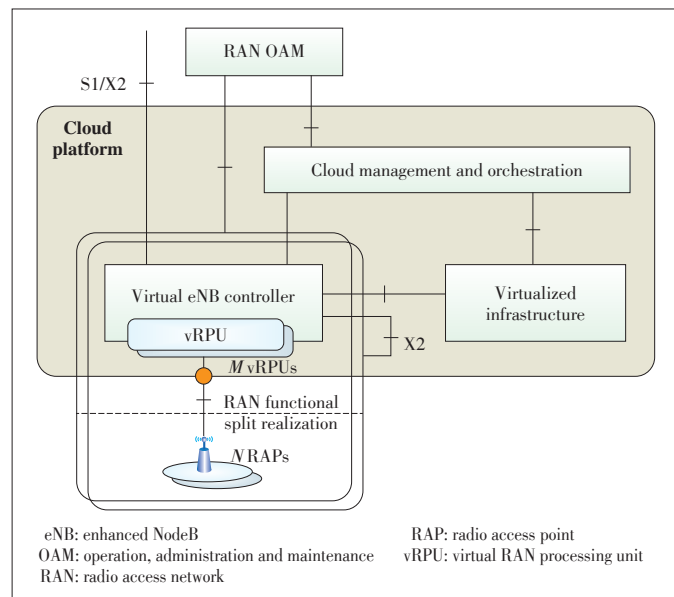 RAN OAM
S1/X2
Cloud
platform
Cloud management and orchestration
Virtual eNB controller
Virtualized
infrastructure
vRPU
X2
M vRPUs
RAN functional
split realization
N RAPs
eNB: enhanced NodeB
OAM: operation, administration and maintenance
RAN: radio access network
RAP: radio access point
vRPU: virtual RAN processing unit